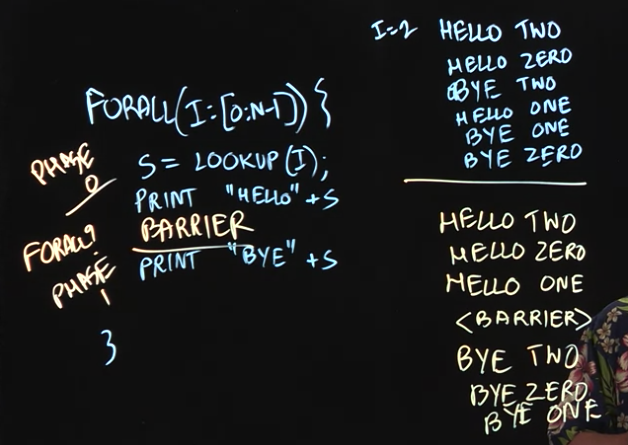 FORALL(I:[0:N-1]) {
PHASE
0
S = LOOKUP(I);
PRINT "HELLO" + S
BARRIER
FORALL?
PHASE
1
PRINT "BYE" + S
}
I=2 HELLO TWO
HELLO ZERO
BYE TWO
HELLO ONE
BYE ONE
BYE ZERO
HELLO TWO
HELLO ZERO
HELLO ONE
<BARRIER>
BYE TWO
BYE ZERO
BYE ONE